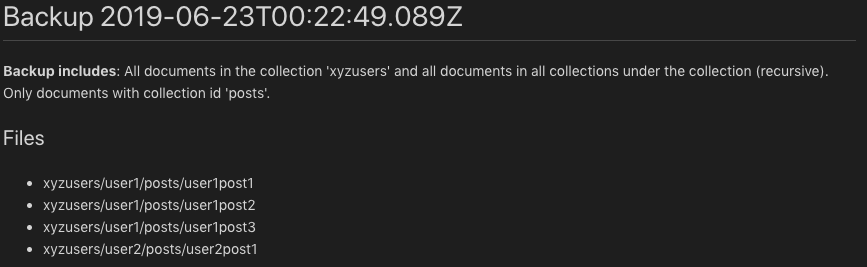 Backup 2019-06-23T00:22:49.089Z
Backup includes: All documents in the collection 'xyzusers' and all documents in all collections under the collection (recursive).
Only documents with collection id 'posts'.
Files
• xyzusers/user1/posts/user1post1
• xyzusers/user1/posts/user1post2
• xyzusers/user1/posts/user1post3
• xyzusers/user2/posts/user2post1